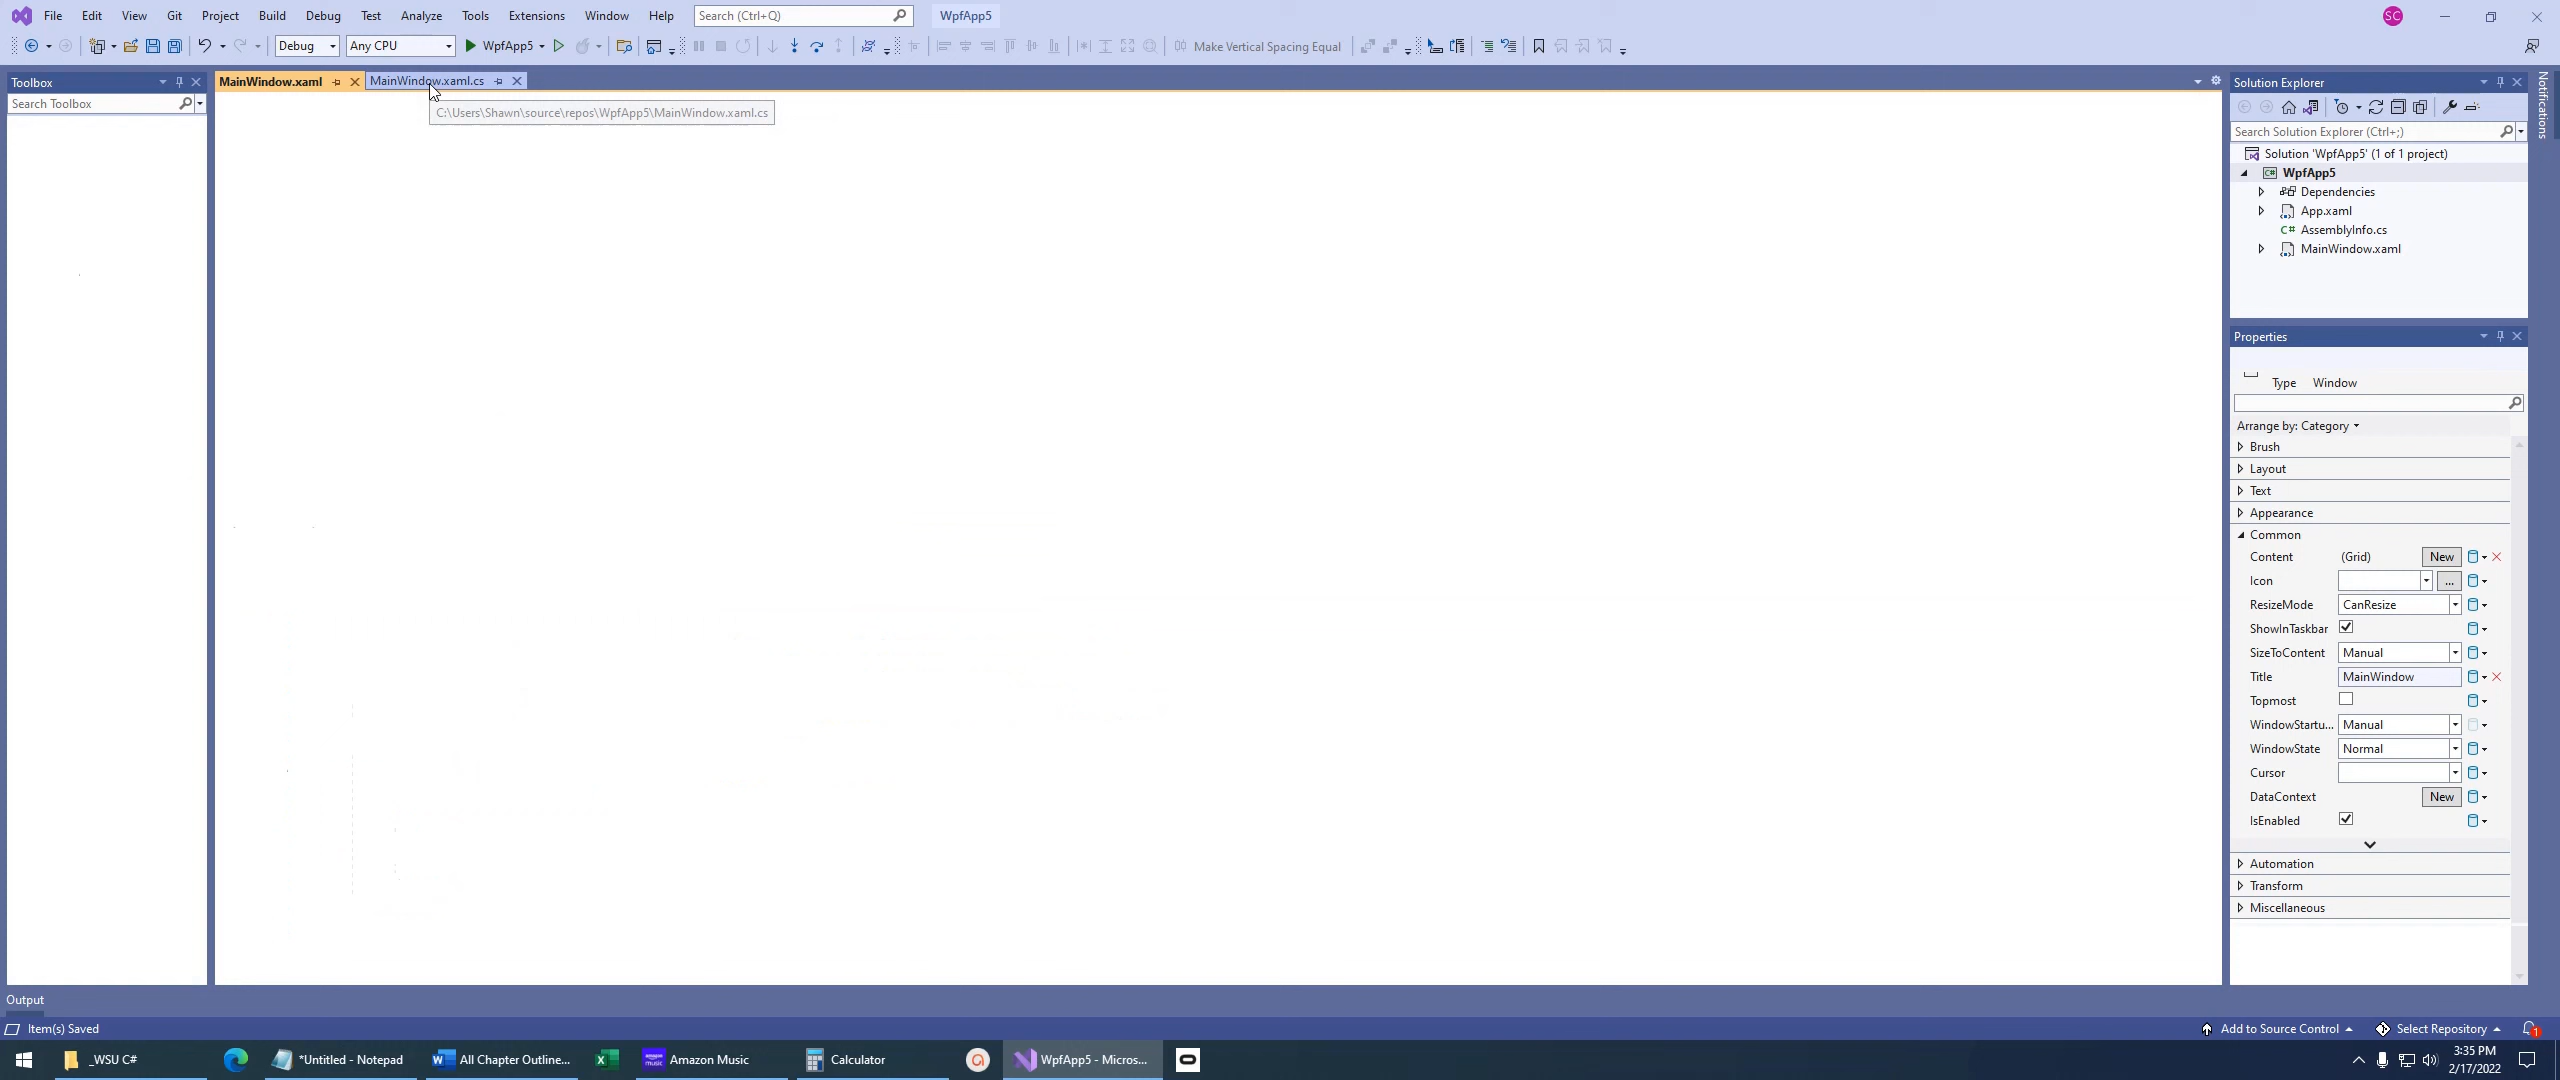 File Edit View Git Project Build Debug Test Analyze Tools Extensions Window Help Search (Ctrl+Q) WpfApp5 SC
Debug Any CPU WpfApp5 Make Vertical Spacing Equal
Toolbox
Search Toolbox
MainWindow.xaml MainWindow.xaml.cs
C:\Users\Shawn\source\repos\WpfApp5\MainWindow.xaml.cs
Solution Explorer
Search Solution Explorer (Ctrl+;)
Solution 'WpfApp5' (1 of 1 project)
WpfApp5
Dependencies
App.xaml
C# AssemblyInfo.cs
MainWindow.xaml
Notifications
Properties
Type Window
Arrange by: Category
Brush
Layout
Text
Appearance
Common
Content (Grid) New
Icon ...
ResizeMode CanResize
ShowInTaskbar
SizeToContent Manual
Title MainWindow
Topmost
WindowStartu... Manual
WindowState Normal
Cursor
DataContext New
IsEnabled
Automation
Transform
Miscellaneous
Output
Item(s) Saved Add to Source Control Select Repository 1
_WSU C# *Untitled - Notepad All Chapter Outline... Amazon Music Calculator WpfApp5 - Micros...
3:35 PM
2/17/2022